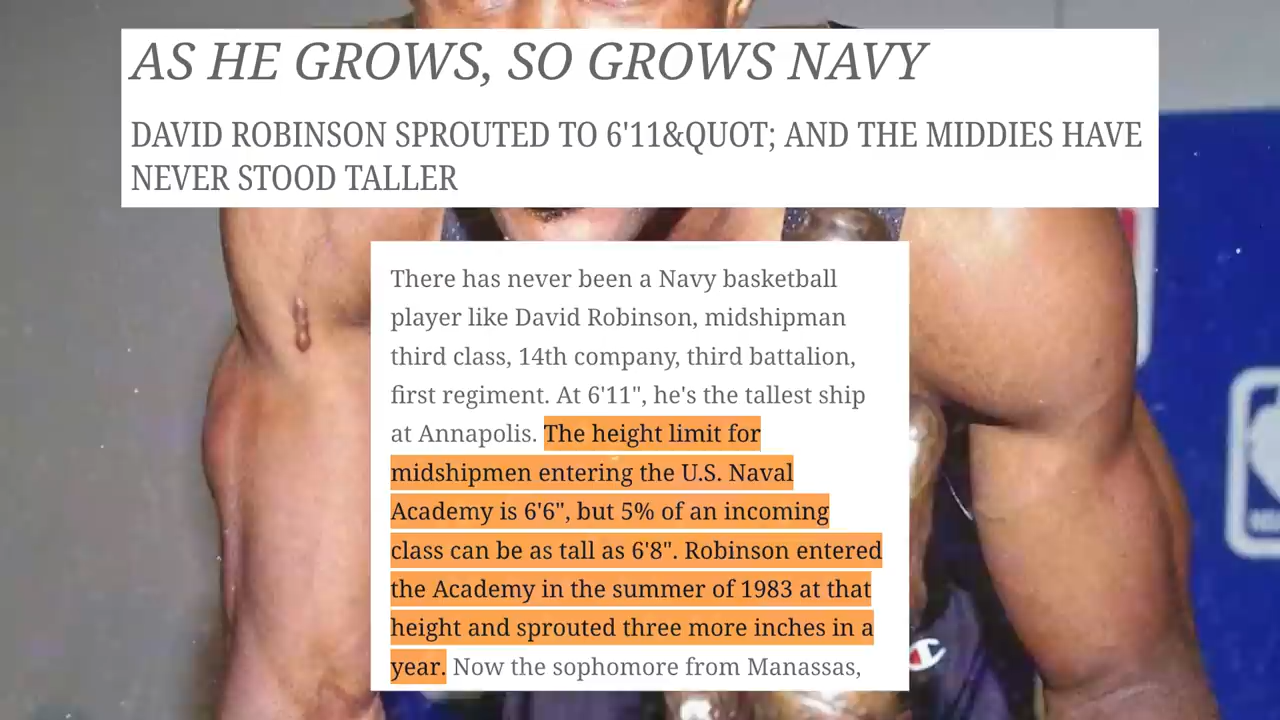 AS HE GROWS, SO GROWS NAVY
DAVID ROBINSON SPROUTED TO 6'11&QUOT; AND THE MIDDIES HAVE
NEVER STOOD TALLER
There has never been a Navy basketball
player like David Robinson, midshipman
third class, 14th company, third battalion,
first regiment. At 6'11", he's the tallest ship
at Annapolis. The height limit for
midshipmen entering the U.S. Naval
Academy is 6'6", but 5% of an incoming
class can be as tall as 6'8". Robinson entered
the Academy in the summer of 1983 at that
height and sprouted three more inches in a
year. Now the sophomore from Manassas,